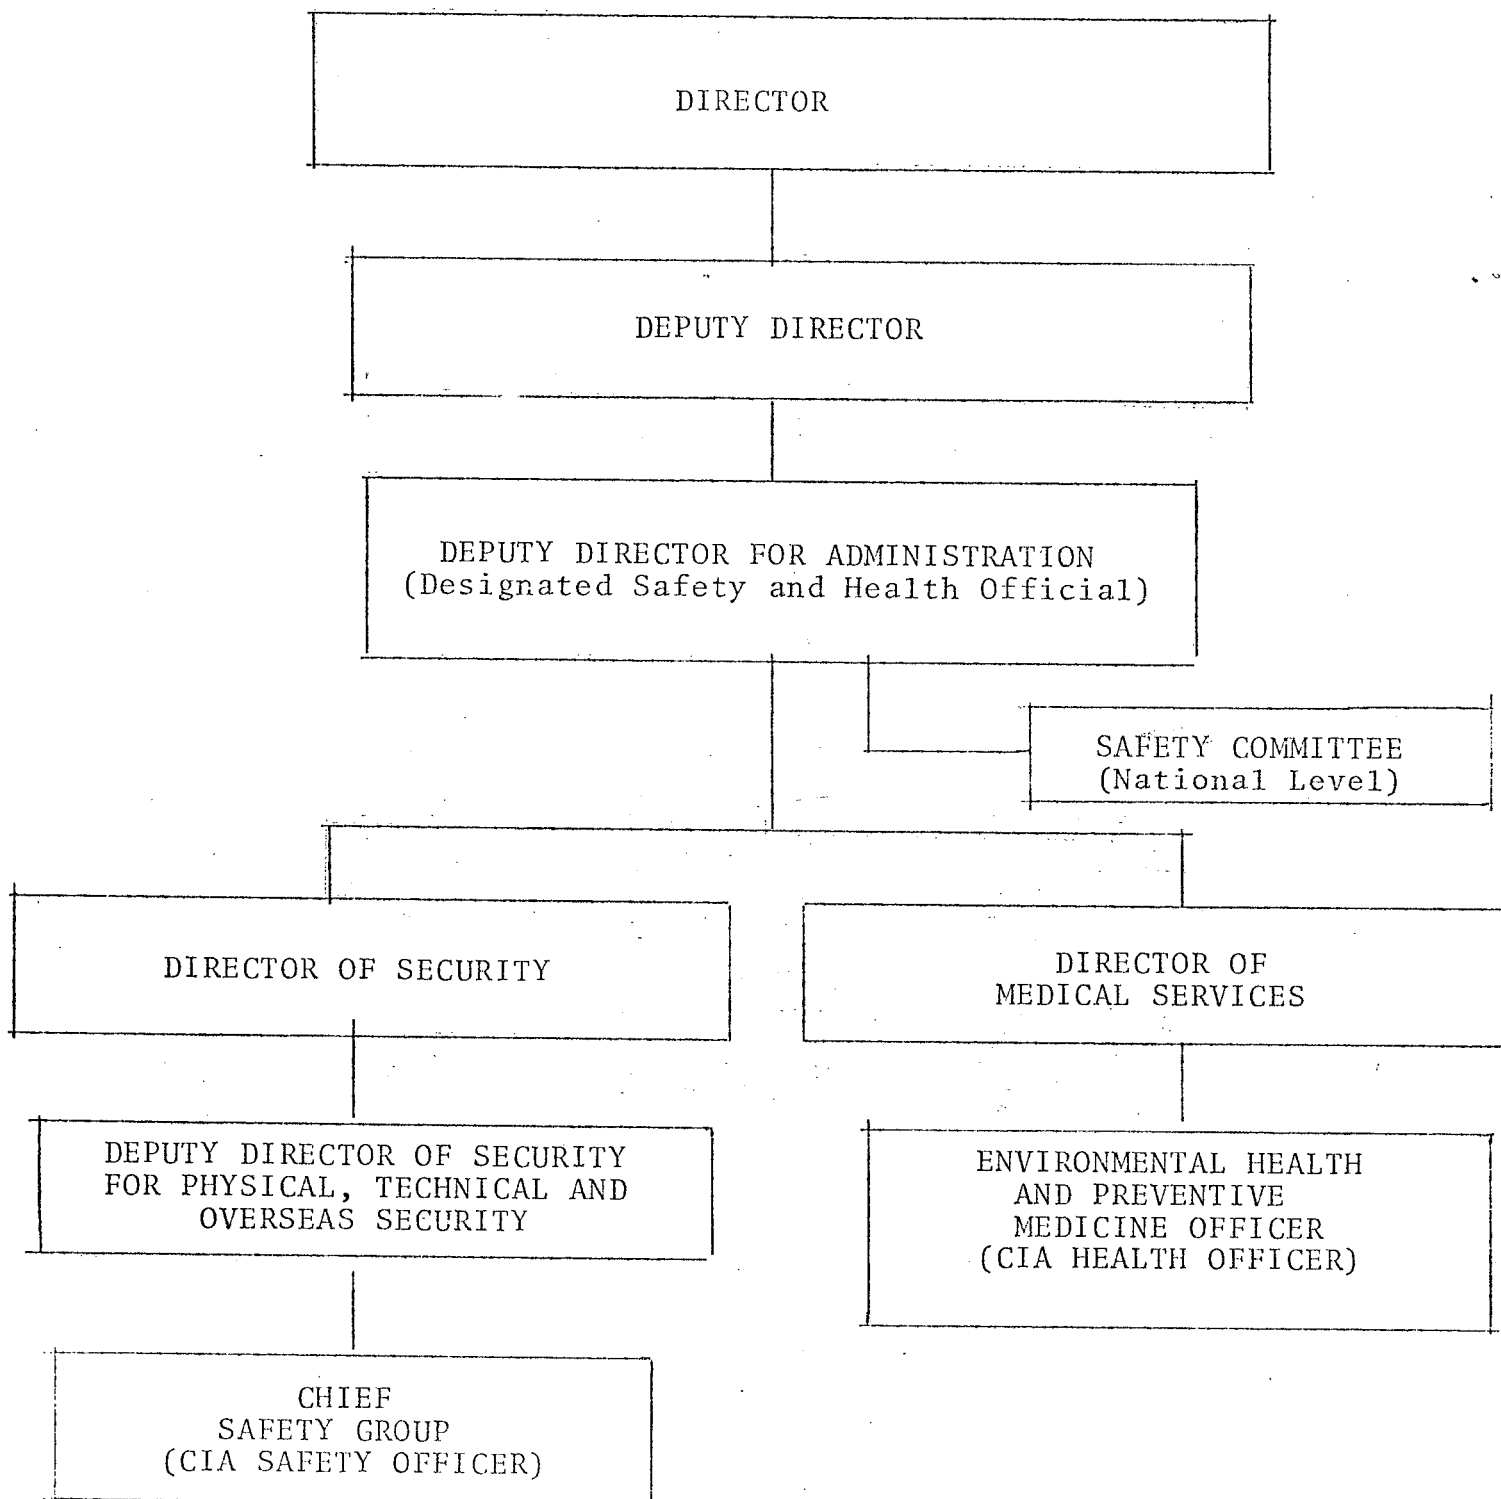 DIRECTOR
DEPUTY DIRECTOR
DEPUTY DIRECTOR FOR ADMINISTRATION
(Designated Safety and Health Official)
SAFETY COMMITTEE
(National Level)
DIRECTOR OF SECURITY
DIRECTOR OF
MEDICAL SERVICES
DEPUTY DIRECTOR OF SECURITY
FOR PHYSICAL, TECHNICAL AND
OVERSEAS SECURITY
ENVIRONMENTAL HEALTH
AND PREVENTIVE
MEDICINE OFFICER
(CIA HEALTH OFFICER)
CHIEF
SAFETY GROUP
(CIA SAFETY OFFICER)